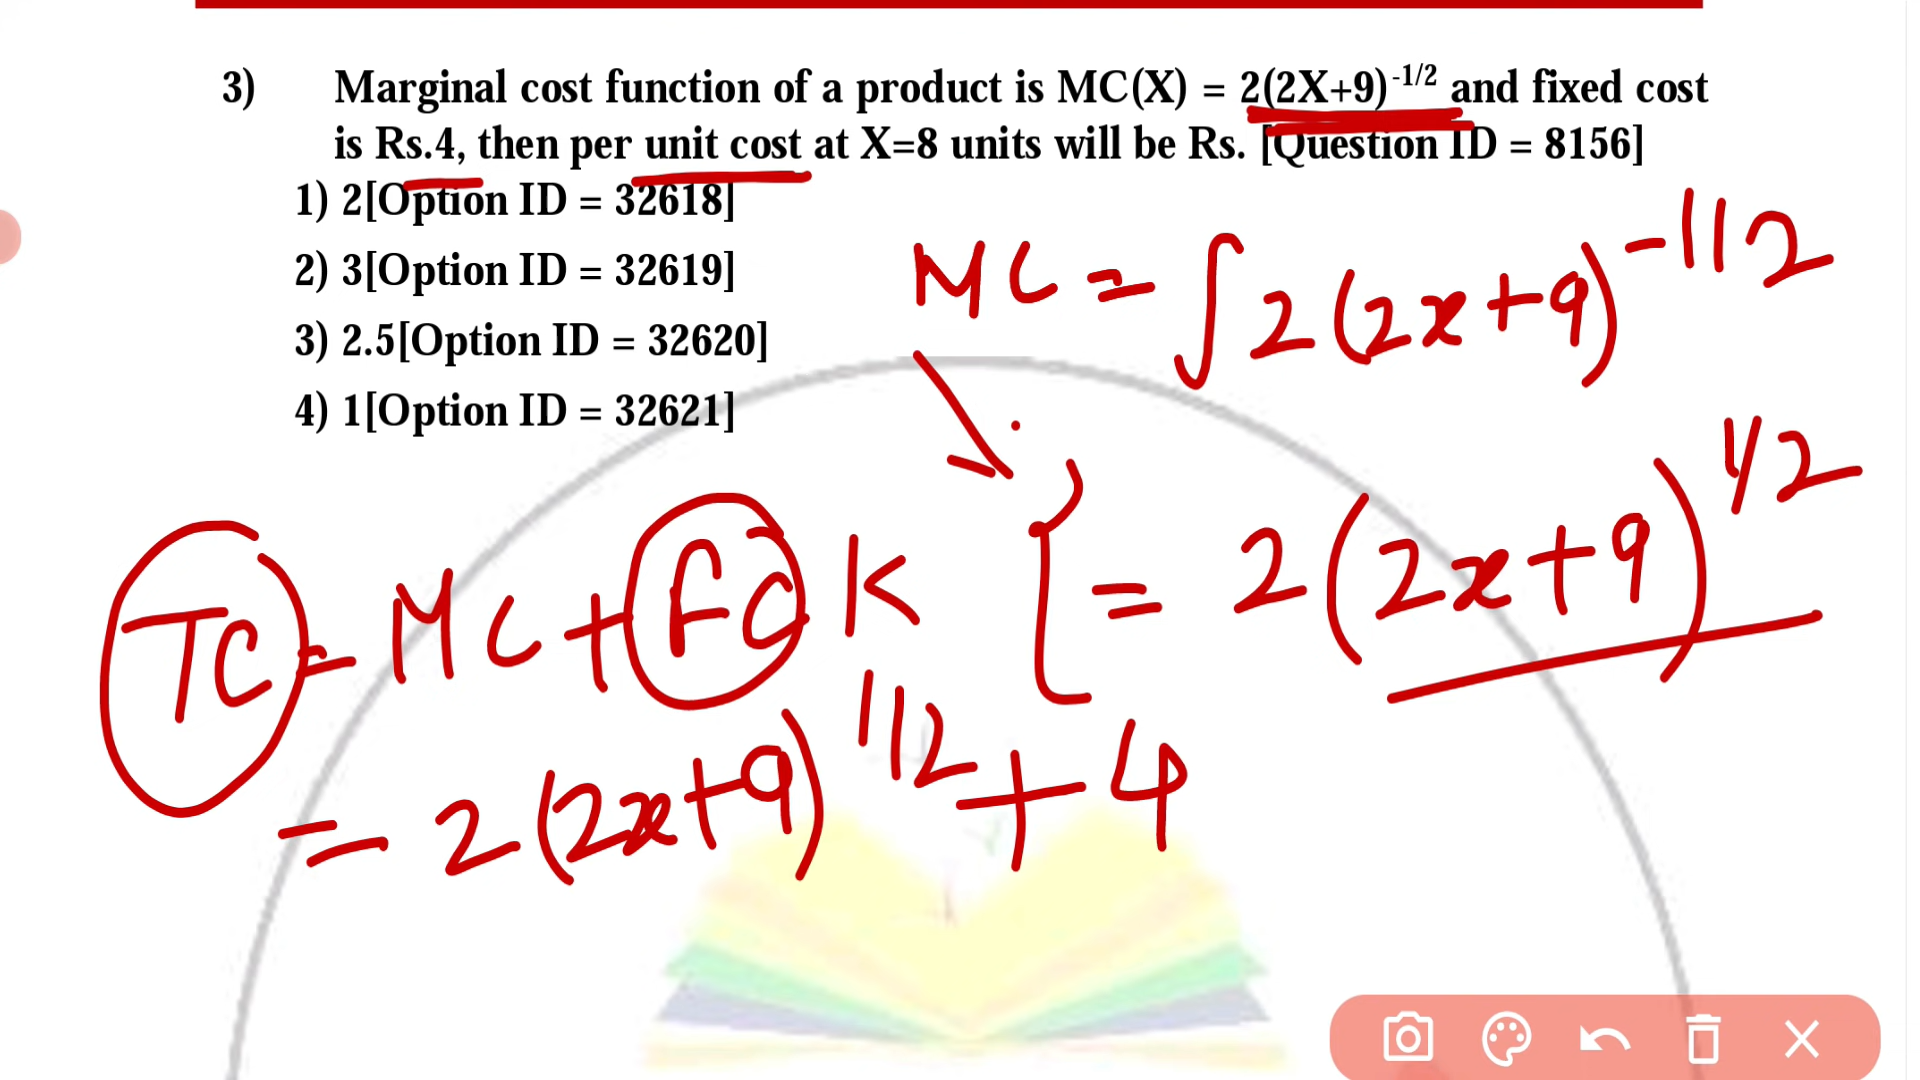 3) Marginal cost function of a product is MC(X) = 2(2X+9)⁻¹/² and fixed cost
is Rs.4, then per unit cost at X=8 units will be Rs. [Question ID = 8156]
1) 2[Option ID = 32618]
2) 3[Option ID = 32619]
3) 2.5[Option ID = 32620]
4) 1[Option ID = 32621]
MC = ∫2(2x+9)^-1/2
= 2(2x+9)^1/2
TC = MC + FC K
= 2(2x+9)^1/2 + 4